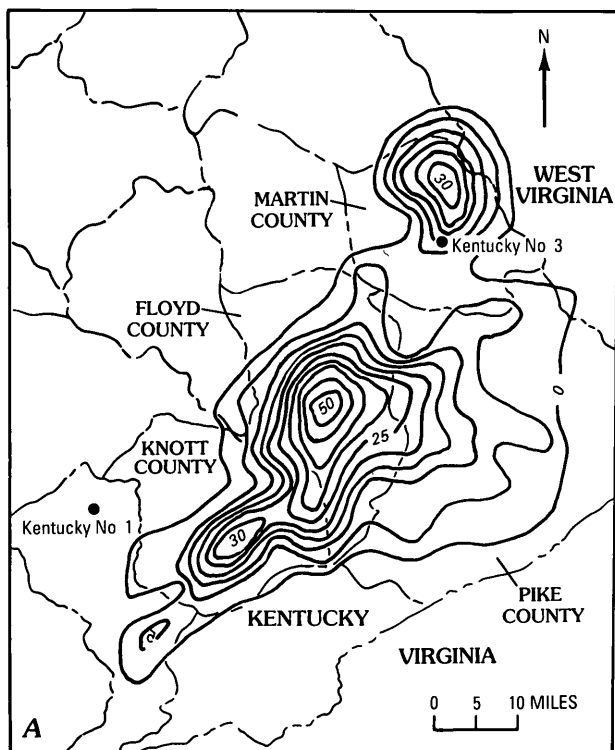 N
30
WEST
VIRGINIA
MARTIN
COUNTY
Kentucky No 3
FLOYD
COUNTY
0
50
25
KNOTT
COUNTY
Kentucky No 1
30
PIKE
COUNTY
KENTUCKY
VIRGINIA
0 5 10 MILES
A